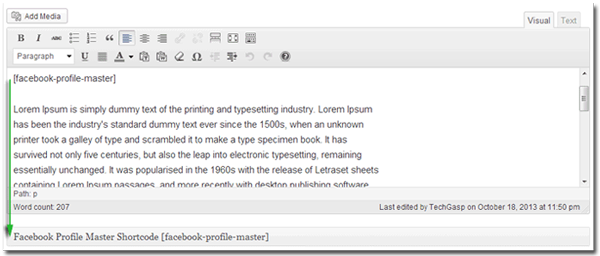 Add Media
Visual Text
B I ABC
Paragraph U A Ω
[facebook-profile-master]
Lorem Ipsum is simply dummy text of the printing and typesetting industry. Lorem Ipsum
has been the industry's standard dummy text ever since the 1500s, when an unknown
printer took a galley of type and scrambled it to make a type specimen book. It has
survived not only five centuries, but also the leap into electronic typesetting, remaining
essentially unchanged. It was popularised in the 1960s with the release of Letraset sheets
containing Lorem Ipsum passages, and more recently with desktop publishing software
Path: p
Word count: 207 Last edited by TechGasp on October 18, 2013 at 11:50 pm
Facebook Profile Master Shortcode [facebook-profile-master]